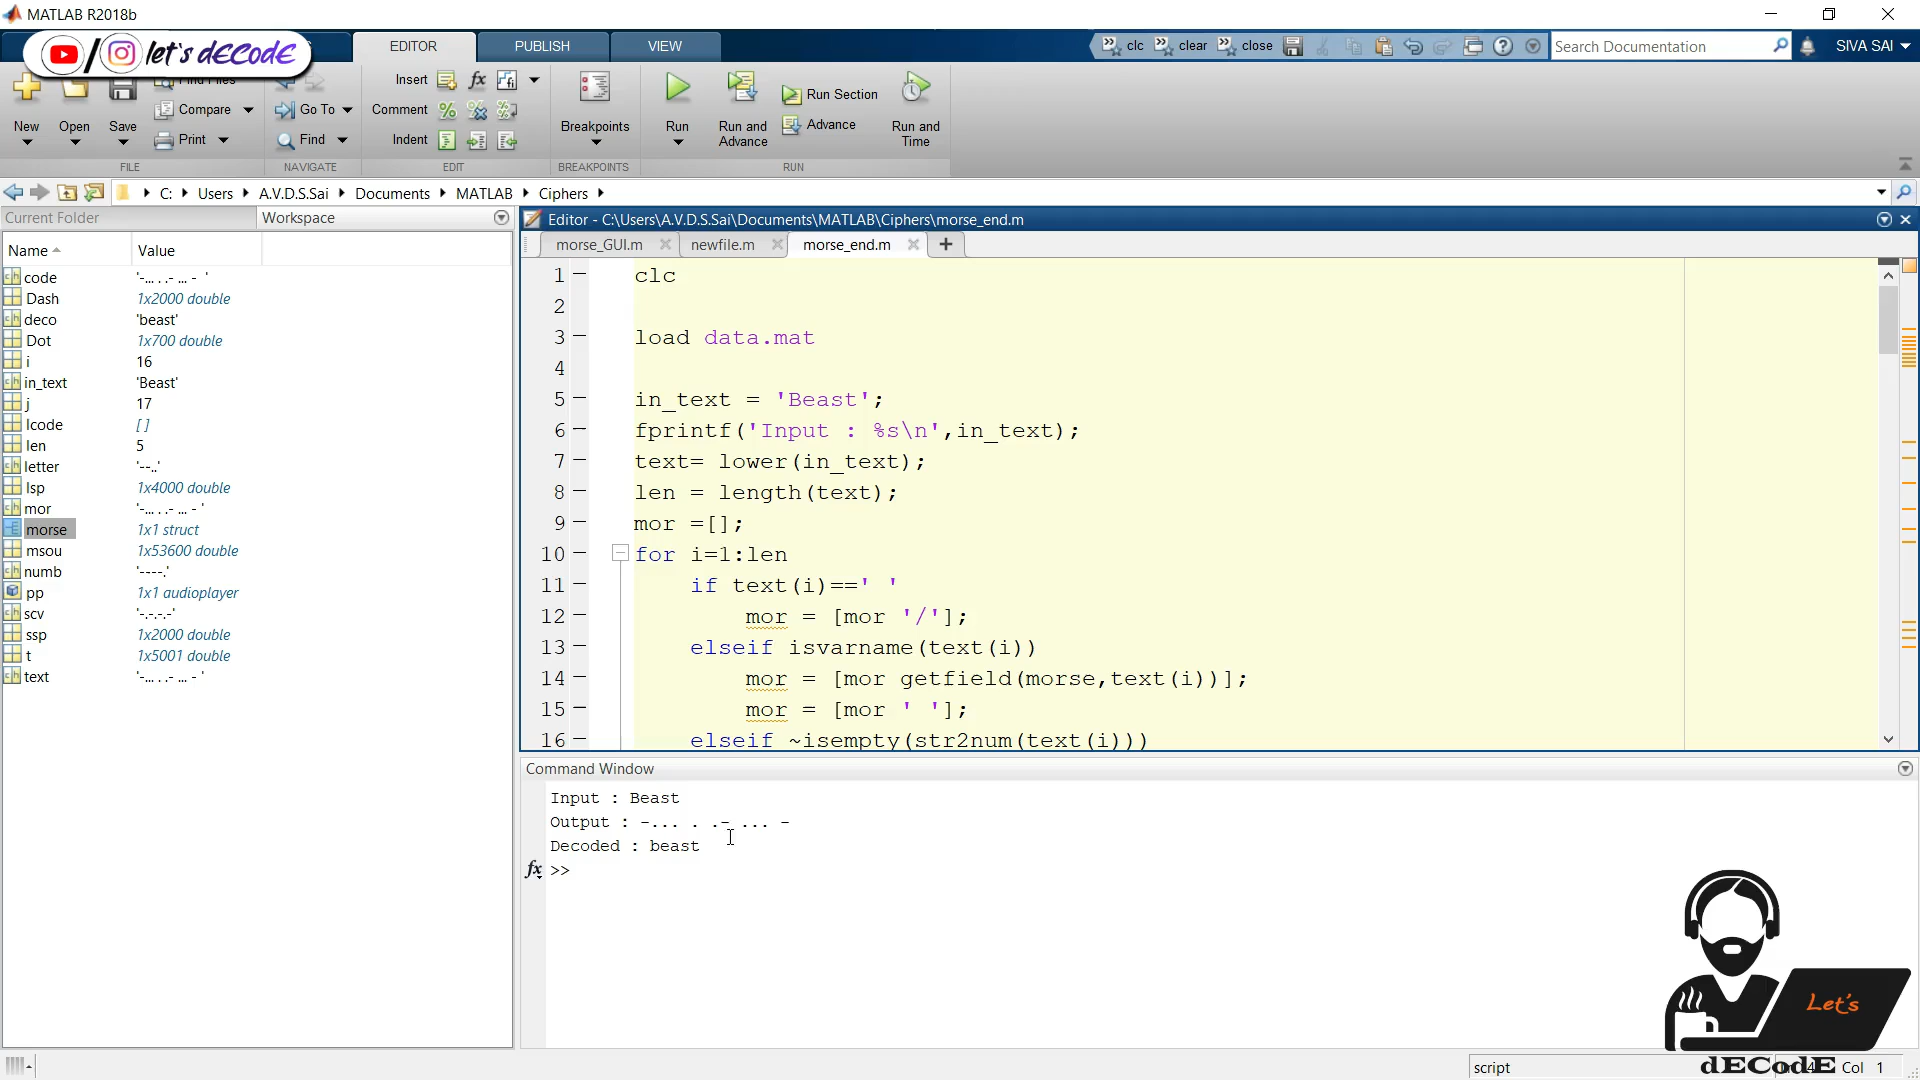 MATLAB R2018b
let's dECodE
EDITOR PUBLISH VIEW
clc clear close Search Documentation SIVA SAI
New Open Save Find Files Compare Print
Go To Find
Insert Comment Indent
Breakpoints
Run Run and Advance Run Section Advance Run and Time
FILE NAVIGATE EDIT BREAKPOINTS RUN
C: Users A.V.D.S.Sai Documents MATLAB Ciphers
Current Folder Workspace
Name Value
code '-... . .- ... - '
Dash 1x2000 double
deco 'beast'
Dot 1x700 double
i 16
in_text 'Beast'
j 17
lcode []
len 5
letter '--..'
lsp 1x4000 double
mor '-... . .- ... - '
morse 1x1 struct
msou 1x53600 double
numb '----.'
pp 1x1 audioplayer
scv '-.-.-.-'
ssp 1x2000 double
t 1x5001 double
text '-... . .- ... - '
Editor - C:\Users\A.V.D.S.Sai\Documents\MATLAB\Ciphers\morse_end.m
morse_GUI.m newfile.m morse_end.m
1 clc
2
3 load data.mat
4
5 in_text = 'Beast';
6 fprintf('Input : %s\n',in_text);
7 text= lower(in_text);
8 len = length(text);
9 mor =[];
10 for i=1:len
11 if text(i)==' '
12 mor = [mor '/'];
13 elseif isvarname(text(i))
14 mor = [mor getfield(morse,text(i))];
15 mor = [mor ' '];
16 elseif ~isempty(str2num(text(i)))
Command Window
Input : Beast
Output : -... . .- ... -
Decoded : beast
fx >>
Let's
dECodE
script Col 1